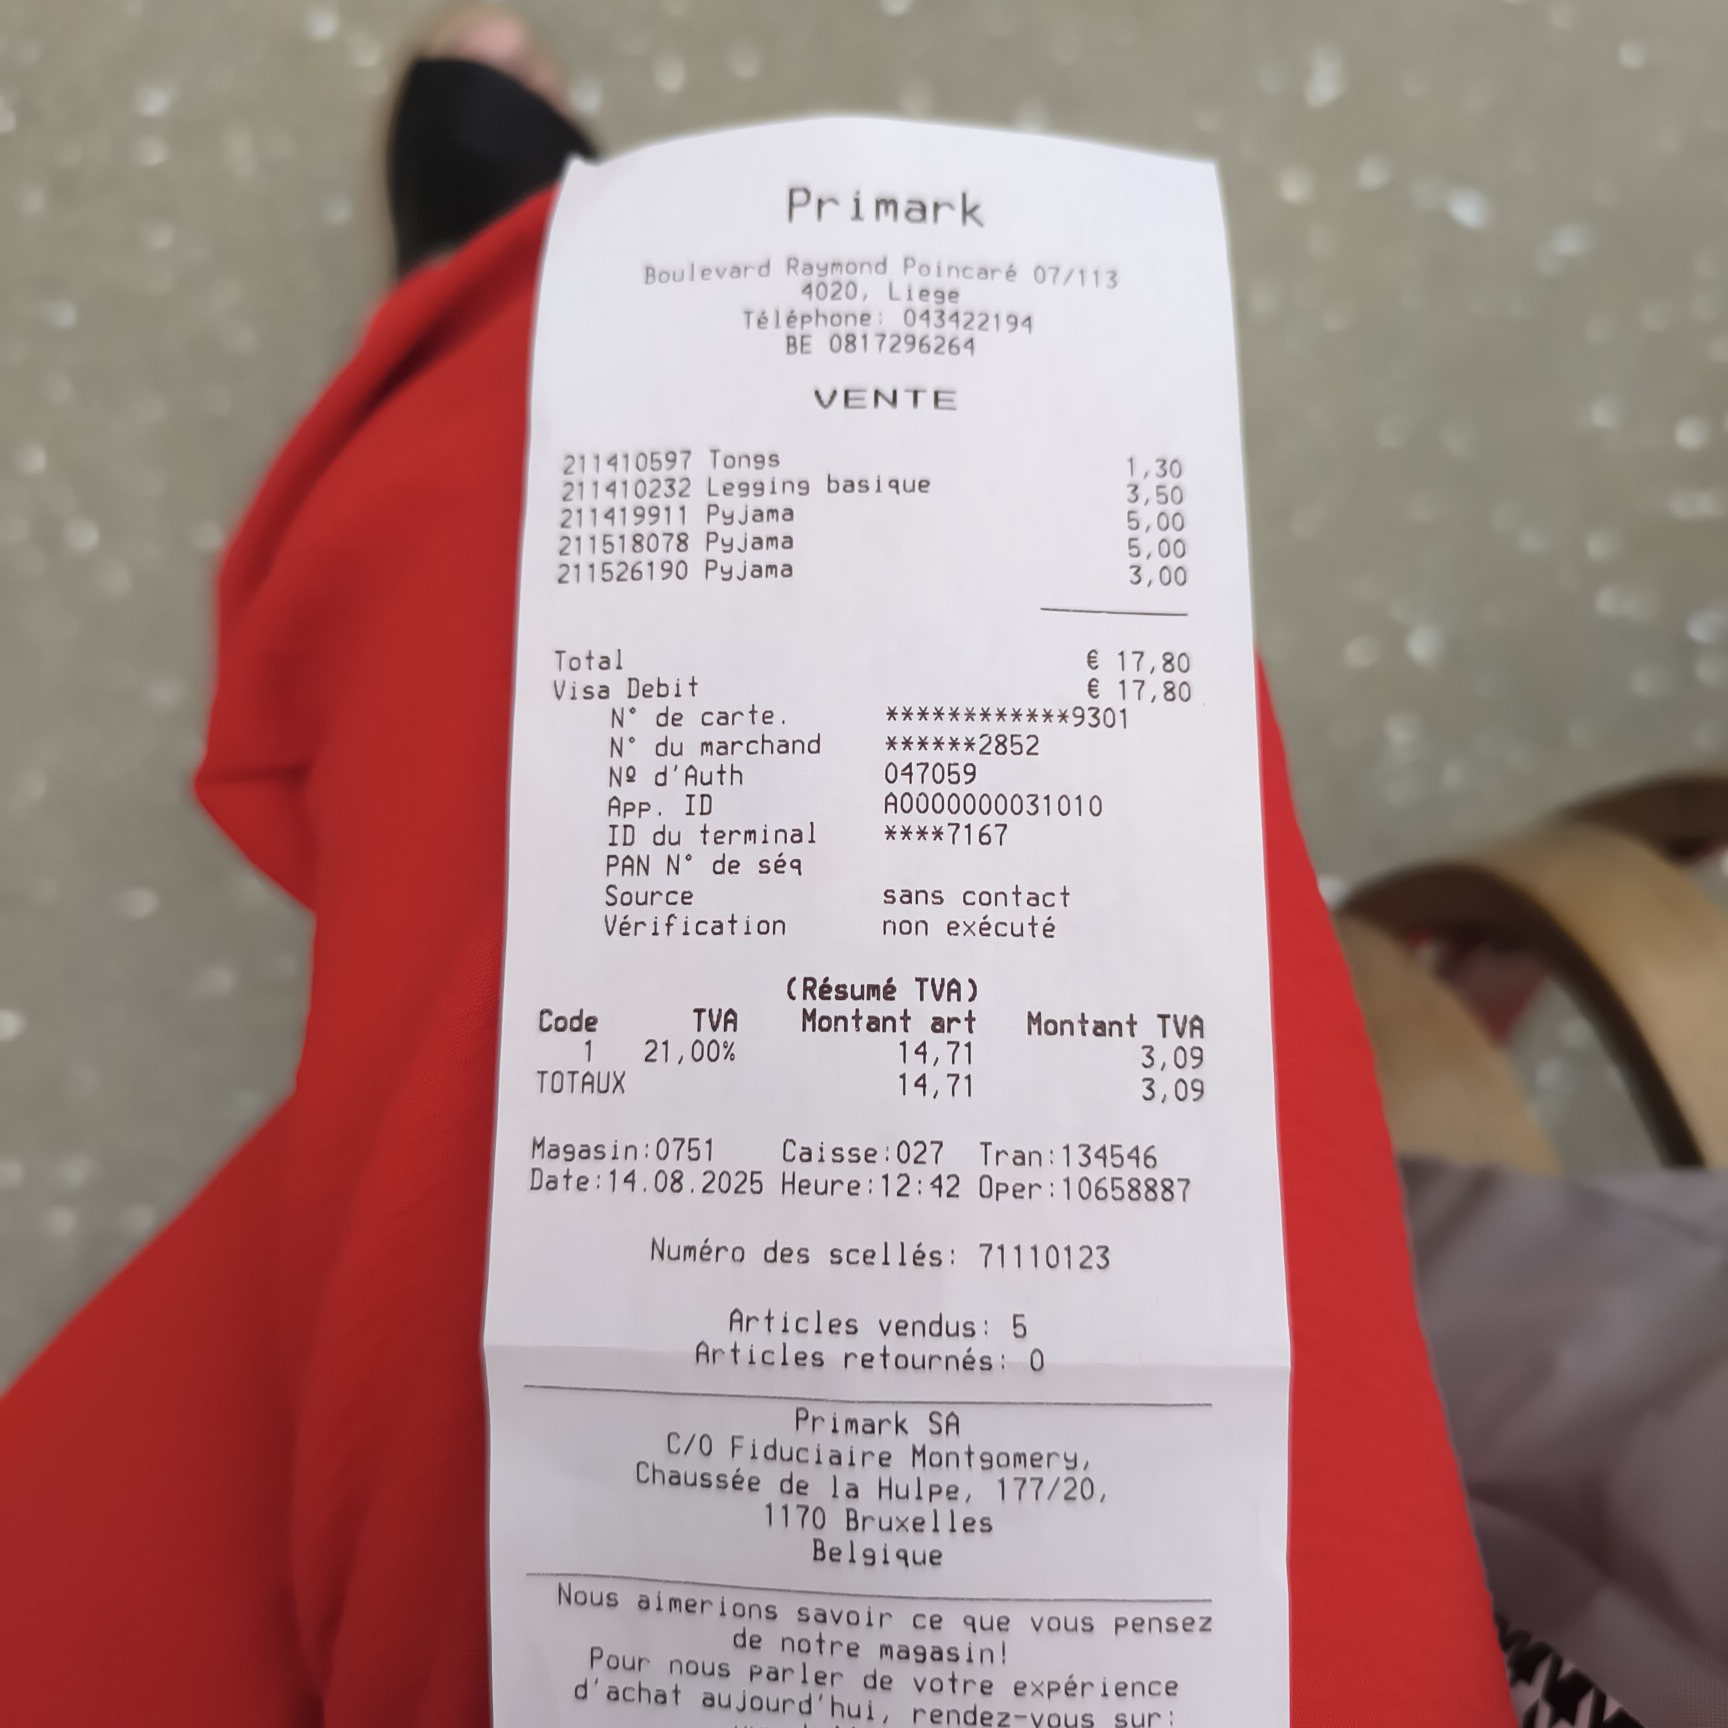 Primark
Boulevard Raymond Poincaré 07/113
4020, Liege
Téléphone: 043422194
BE 0817296264
VENTE
211410597 Tongs 1,30
211410232 Legging basique 3,50
211419911 Pyjama 5,00
211518078 Pyjama 5,00
211526190 Pyjama 3,00
Total € 17,80
Visa Debit € 17,80
N° de carte. ************9301
N° du marchand ******2852
Nº d'Auth 047059
App. ID A0000000031010
ID du terminal ****7167
PAN N° de séq
Source sans contact
Vérification non exécuté
(Résumé TVA)
Code TVA Montant art Montant TVA
1 21,00% 14,71 3,09
TOTAUX 14,71 3,09
Magasin:0751 Caisse:027 Tran:134546
Date:14.08.2025 Heure:12:42 Oper:10658887
Numéro des scellés: 71110123
Articles vendus: 5
Articles retournés: 0
Primark SA
C/O Fiduciaire Montgomery,
Chaussée de la Hulpe, 177/20,
1170 Bruxelles
Belgique
Nous aimerions savoir ce que vous pensez
de notre magasin!
Pour nous parler de votre expérience
d'achat aujourd'hui, rendez-vous sur: